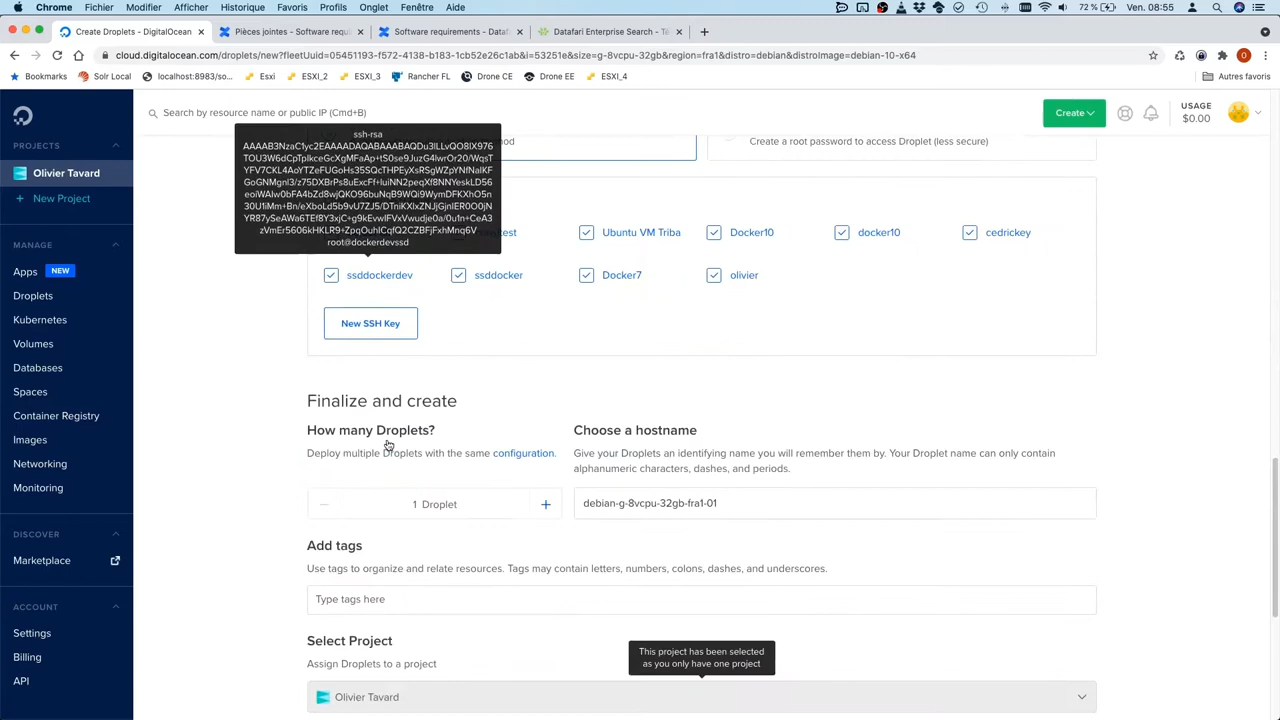 Chrome Fichier Modifier Affichage Historique Favoris Profils Onglet Fenêtre Aide
72 % Ven. 08:55
Create Droplets - DigitalOcean
Pièces jointes - Software requ
Software requirements - Dataf
Datafari Enterprise Search - Té
cloud.digitalocean.com/droplets/new?fleetUuid=05451193-f572-4138-b183-1cb52e26c1ab&i=53251e&size=g-8vcpu-32gb&region=fra1&distro=debian&distroImage=debian-10-x64
Bookmarks Solr Local localhost:8983/so... Esxi ESXI_2 ESXI_3 Rancher FL Drone CE Drone EE ESXI_4 Autres favoris
Search by resource name or public IP (Cmd+B)
Create
USAGE
$0.00
PROJECTS
Olivier Tavard
+ New Project
MANAGE
Apps NEW
Droplets
Kubernetes
Volumes
Databases
Spaces
Container Registry
Images
Networking
Monitoring
DISCOVER
Marketplace
ACCOUNT
Settings
Billing
API
Create a root password to access Droplet (less secure)
ssh-rsa
root@dockerdevssd
Ubuntu VM Triba
Docker10
docker10
cedrickey
ssddockerdev
ssddocker
Docker7
olivier
New SSH Key
Finalize and create
How many Droplets?
Deploy multiple Droplets with the same configuration.
1 Droplet
Choose a hostname
Give your Droplets an identifying name you will remember them by. Your Droplet name can only contain
alphanumeric characters, dashes, and periods.
debian-g-8vcpu-32gb-fra1-01
Add tags
Use tags to organize and relate resources. Tags may contain letters, numbers, colons, dashes, and underscores.
Type tags here
Select Project
Assign Droplets to a project
This project has been selected
as you only have one project
Olivier Tavard